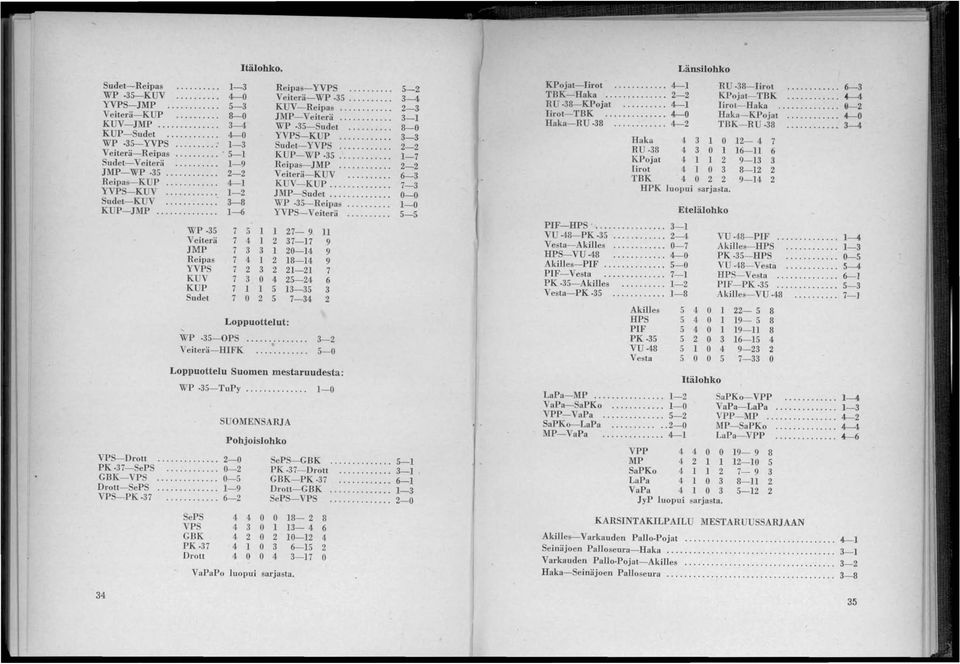 Itälohko.
Sudet—Reipas .......... 1—3
WP -35—KUV .......... 4—0
YVPS—JMP ............ 5—3
Veiterä—KUP .......... 8—0
KUV—JMP .............. 3—4
KUP—Sudet ............ 4—0
WP -35—YVPS .......... 1—3
Veiterä—Reipas ........ 5—1
Sudet—Veiterä .......... 1—9
JMP—WP -35 ............ 2—2
Reipas—KUP ............ 4—1
YVPS—KUV ............ 1—2
Sudet—KUV ............ 3—8
KUP—JMP .............. 1—6
Reipas—YVPS .......... 5—2
Veiterä—WP -35 .......... 3—4
KUV—Reipas ............ 2—3
JMP—Veiterä ............ 3—1
WP -35—Sudet .......... 8—0
YVPS—KUP ............ 3—3
Sudet—YVPS ............ 2—2
KUP—WP -35 ............ 1—7
Reipas—JMP ............ 2—2
Veiterä—KUV ............ 6—3
KUV—KUP .............. 7—3
JMP—Sudet .............. 0—0
WP -35—Reipas .......... 1—0
YVPS—Veiterä .......... 5—5
WP -35 7 5 1 1 27— 9 11
Veiterä 7 4 1 2 37—17 9
JMP 7 3 3 1 20—14 9
Reipas 7 4 1 2 18—14 9
YVPS 7 2 3 2 21—21 7
KUV 7 3 0 4 25—24 6
KUP 7 1 1 5 13—35 3
Sudet 7 0 2 5 7—34 2
Loppuottelut:
WP -35—OPS .............. 3—2
Veiterä—HIFK ............ 5—0
Loppuottelu Suomen mestaruudesta:
WP -35—TuPy .............. 1—0
SUOMENSARJA
Pohjoislohko
VPS—Drott .............. 2—0
PK -37—SePS ............ 0—2
GBK—VPS .............. 0—5
Drott—SePS .............. 1—9
VPS—PK -37 ............ 6—2
SePS—GBK .............. 5—1
PK -37—Drott ............ 3—1
GBK—PK -37 ............ 6—1
Drott—GBK .............. 1—3
SePS—VPS .............. 2—0
SePS 4 4 0 0 18— 2 8
VPS 4 3 0 1 13— 4 6
GBK 4 2 0 2 10—12 4
PK -37 4 1 0 3 6—15 2
Drott 4 0 0 4 3—17 0
VaPaPo luopui sarjasta.
34
Länsilohko
KPojat—Iirot ............ 4—1
TBK—Haka .............. 2—2
RU -38—KPojat .......... 4—1
Iirot—TBK .............. 4—0
Haka—RU -38 ............ 4—2
RU -38—Iirot ............ 6—3
KPojat—TBK ............ 4—4
Iirot—Haka .............. 0—2
Haka—KPojat ............ 4—0
TBK—RU -38 ............ 3—4
Haka 4 3 1 0 12— 4 7
RU -38 4 3 0 1 16—11 6
KPojat 4 1 1 2 9—13 3
Iirot 4 1 0 3 8—12 2
TBK 4 0 2 2 9—14 2
HPK luopui sarjasta.
Etelälohko
PIF—HPS ................ 3—1
VU -48—PK -35 ............ 2—4
Vesta—Akilles ............ 0—7
HPS—VU -48 ............ 4—0
Akilles—PIF ............ 5—0
PIF—Vesta .............. 7—1
PK -35—Akilles .......... 1—2
Vesta—PK -35 ............ 1—8
VU -48—PIF .............. 1—4
Akilles—HPS ............ 1—3
PK -35—HPS ............ 0—5
VU -48—Vesta ............ 5—4
HPS—Vesta .............. 6—1
PIF—PK -35 .............. 5—3
Akilles—VU -48 .......... 7—1
Akilles 5 4 0 1 22— 5 8
HPS 5 4 0 1 19— 5 8
PIF 5 4 0 1 19—11 8
PK -35 5 2 0 3 16—15 4
VU -48 5 1 0 4 9—23 2
Vesta 5 0 0 5 7—33 0
Itälohko
LaPa—MP ................ 1—2
VaPa—SaPKo ............ 1—0
VPP—VaPa .............. 5—2
SaPKo—LaPa ............ 2—0
MP—VaPa .............. 4—1
SaPKo—VPP ............ 1—4
VaPa—LaPa .............. 1—3
VPP—MP ................ 4—2
MP—SaPKo .............. 4—4
LaPa—VPP .............. 4—6
VPP 4 4 0 0 19— 9 8
MP 4 2 1 1 12—10 5
SaPKo 4 1 1 2 7— 9 3
LaPa 4 1 0 3 8—11 2
VaPa 4 1 0 3 5—12 2
JyP luopui sarjasta.
KARSINTAKILPAILU MESTARUUSSARJAAN
Akilles—Varkauden Pallo-Pojat ................................ 4—1
Seinäjoen Palloseura—Haka .................................. 3—1
Varkauden Pallo-Pojat—Akilles ................................ 3—2
Haka—Seinäjoen Palloseura .................................. 3—8
35